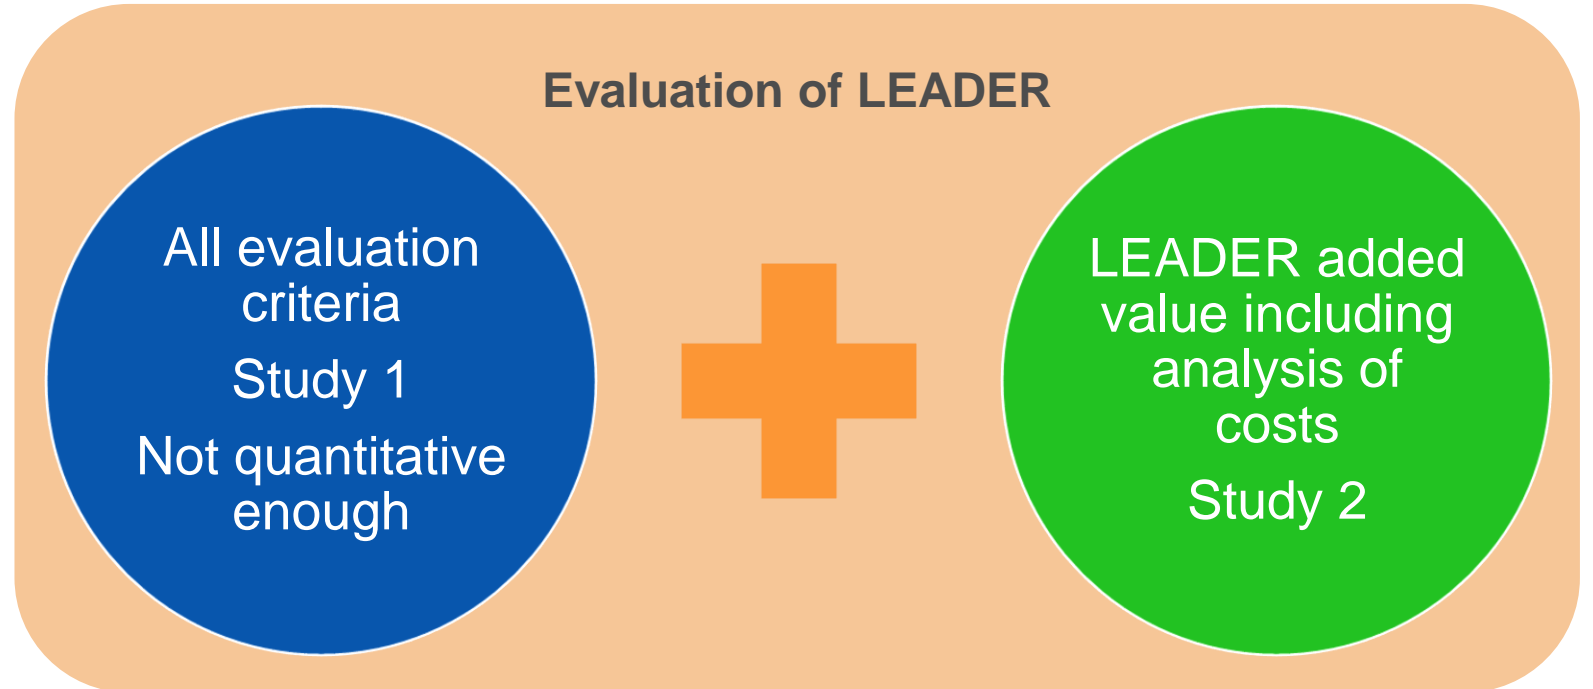 Evaluation of LEADER
All evaluation
criteria
Study 1
Not quantitative
enough
LEADER added
value including
analysis of
costs
Study 2